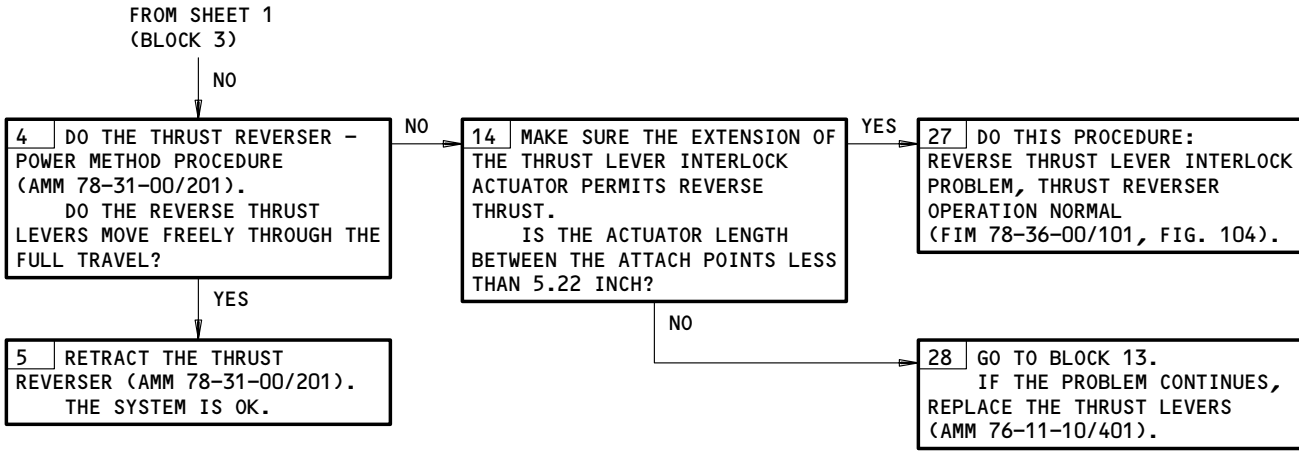 FROM SHEET 1
(BLOCK 3)
NO
4 DO THE THRUST REVERSER –
POWER METHOD PROCEDURE
(AMM 78-31-00/201).
DO THE REVERSE THRUST
LEVERS MOVE FREELY THROUGH THE
FULL TRAVEL?
NO
YES
5 RETRACT THE THRUST
REVERSER (AMM 78-31-00/201).
THE SYSTEM IS OK.
14 MAKE SURE THE EXTENSION OF
THE THRUST LEVER INTERLOCK
ACTUATOR PERMITS REVERSE
THRUST.
IS THE ACTUATOR LENGTH
BETWEEN THE ATTACH POINTS LESS
THAN 5.22 INCH?
YES
NO
27 DO THIS PROCEDURE:
REVERSE THRUST LEVER INTERLOCK
PROBLEM, THRUST REVERSER
OPERATION NORMAL
(FIM 78-36-00/101, FIG. 104).
28 GO TO BLOCK 13.
IF THE PROBLEM CONTINUES,
REPLACE THE THRUST LEVERS
(AMM 76-11-10/401).